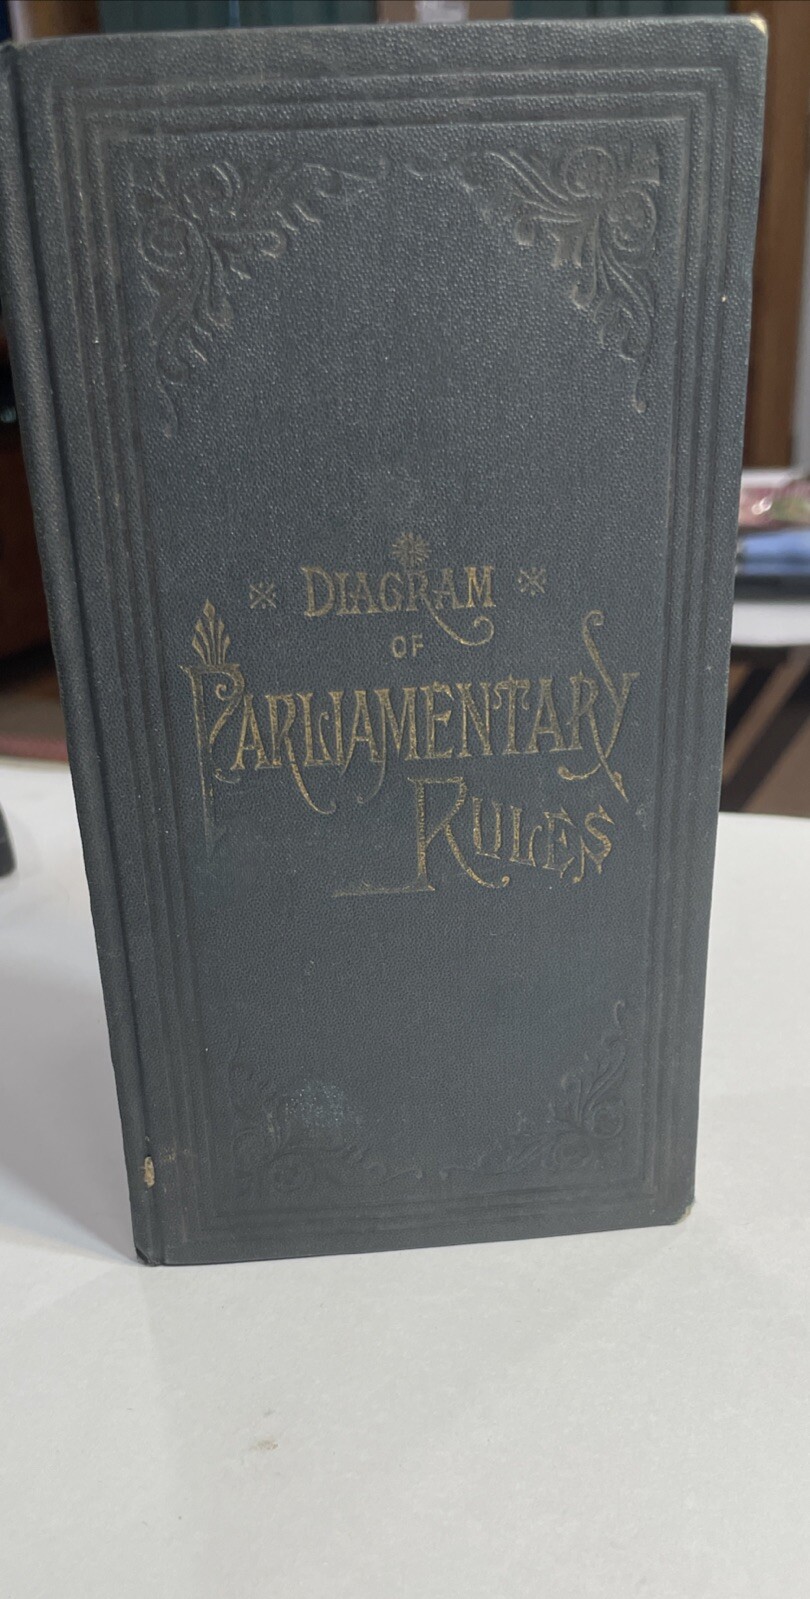 DIAGRAM
OF
PARLIAMENTARY
RULES